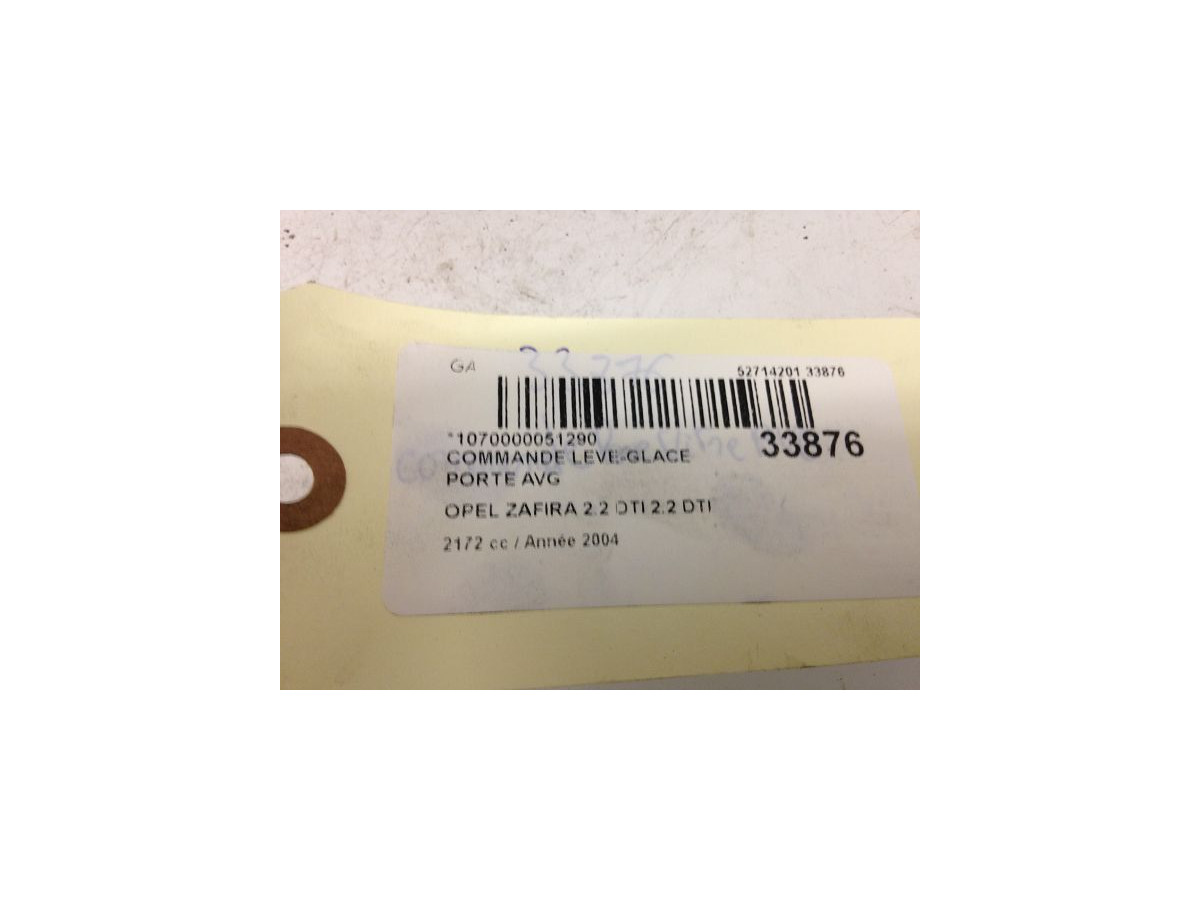 GA
52714201 33876
*1070000051290
33876
COMMANDE LEVE-GLACE
PORTE AVG
OPEL ZAFIRA 2.2 DTI 2.2 DTI
2172 cc / Année 2004